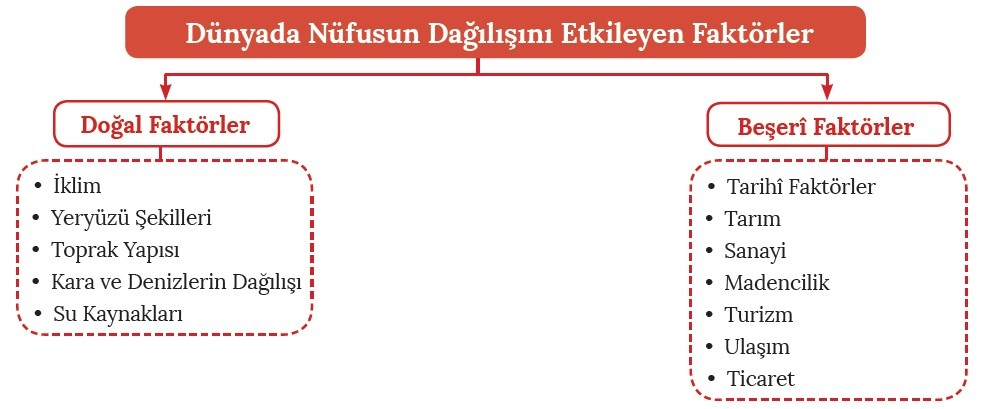 Dünyada Nüfusun Dağılışını Etkileyen Faktörler
Doğal Faktörler
• İklim
• Yeryüzü Şekilleri
• Toprak Yapısı
• Kara ve Denizlerin Dağılışı
• Su Kaynakları
Beşerî Faktörler
• Tarihî Faktörler
• Tarım
• Sanayi
• Madencilik
• Turizm
• Ulaşım
• Ticaret